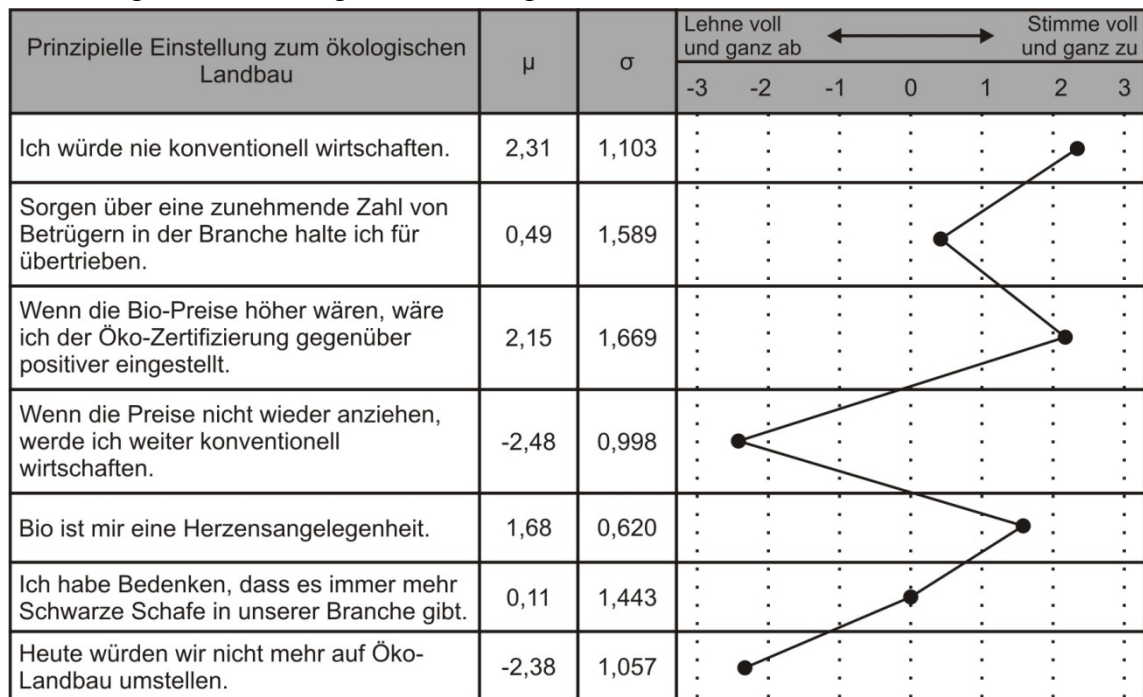 Prinzipielle Einstellung zum ökologischen
Landbau
μ
σ
Lehne voll
und ganz ab
Stimme voll
und ganz zu
-3 -2 -1 0 1 2 3
Ich würde nie konventionell wirtschaften.
2,31
1,103
Sorgen über eine zunehmende Zahl von
Betrügern in der Branche halte ich für
übertrieben.
0,49
1,589
Wenn die Bio-Preise höher wären, wäre
ich der Öko-Zertifizierung gegenüber
positiver eingestellt.
2,15
1,669
Wenn die Preise nicht wieder anziehen,
werde ich weiter konventionell
wirtschaften.
-2,48
0,998
Bio ist mir eine Herzensangelegenheit.
1,68
0,620
Ich habe Bedenken, dass es immer mehr
Schwarze Schafe in unserer Branche gibt.
0,11
1,443
Heute würden wir nicht mehr auf Öko-
Landbau umstellen.
-2,38
1,057